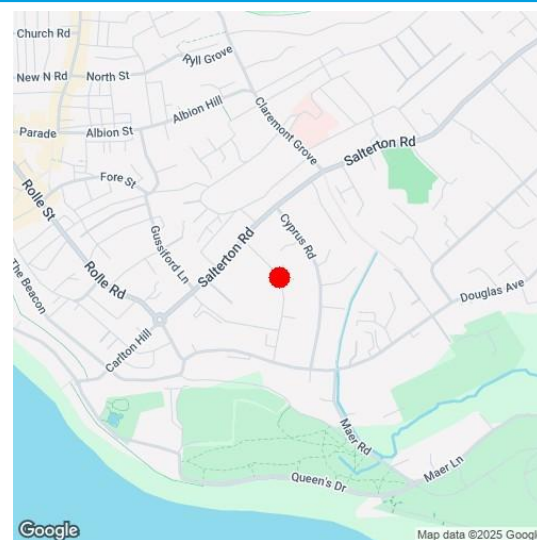 Church Rd
Ryll Grove
New N Rd
North St
Albion Hill
Claremont Grove
Parade
Albion St
Salterton Rd
Fore St
Rolle St
Gussiford Ln
Salterton Rd
Cyprus Rd
The Beacon
Rolle Rd
Douglas Ave
Carlton Hill
Maer Rd
Maer Ln
Queen's Dr
Google
Map data ©2025 Google